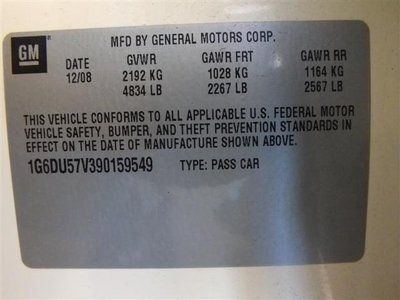 GM
MFD BY GENERAL MOTORS CORP.
DATE GVWR GAWR FRT GAWR RR
12/08 2192 KG 1028 KG 1164 KG
4834 LB 2267 LB 2567 LB
THIS VEHICLE CONFORMS TO ALL APPLICABLE U.S. FEDERAL MOTOR
VEHICLE SAFETY, BUMPER, AND THEFT PREVENTION STANDARDS IN
EFFECT ON THE DATE OF MANUFACTURE SHOWN ABOVE.
1G6DU57V390159549 TYPE: PASS CAR